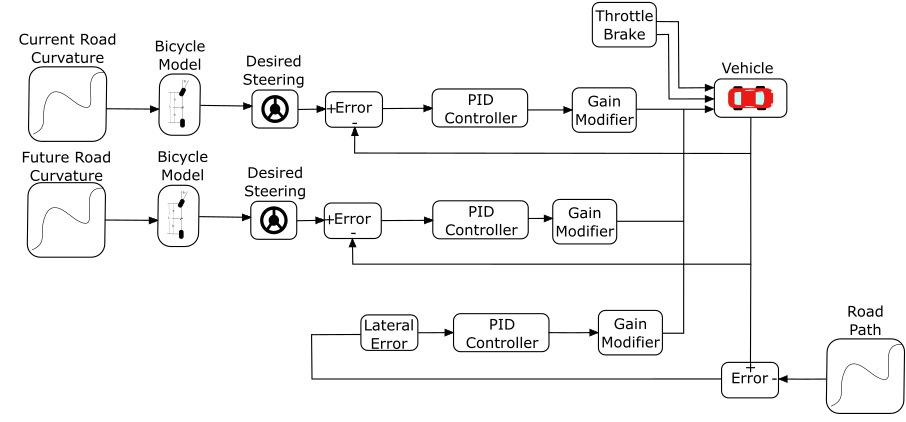 Throttle
Brake
Current Road
Curvature
Bicycle
Model
Desired
Steering
+Error
-
PID
Controller
Gain
Modifier
Vehicle
Future Road
Curvature
Bicycle
Model
Desired
Steering
+Error
-
PID
Controller
Gain
Modifier
Lateral
Error
PID
Controller
Gain
Modifier
Road
Path
+
Error -